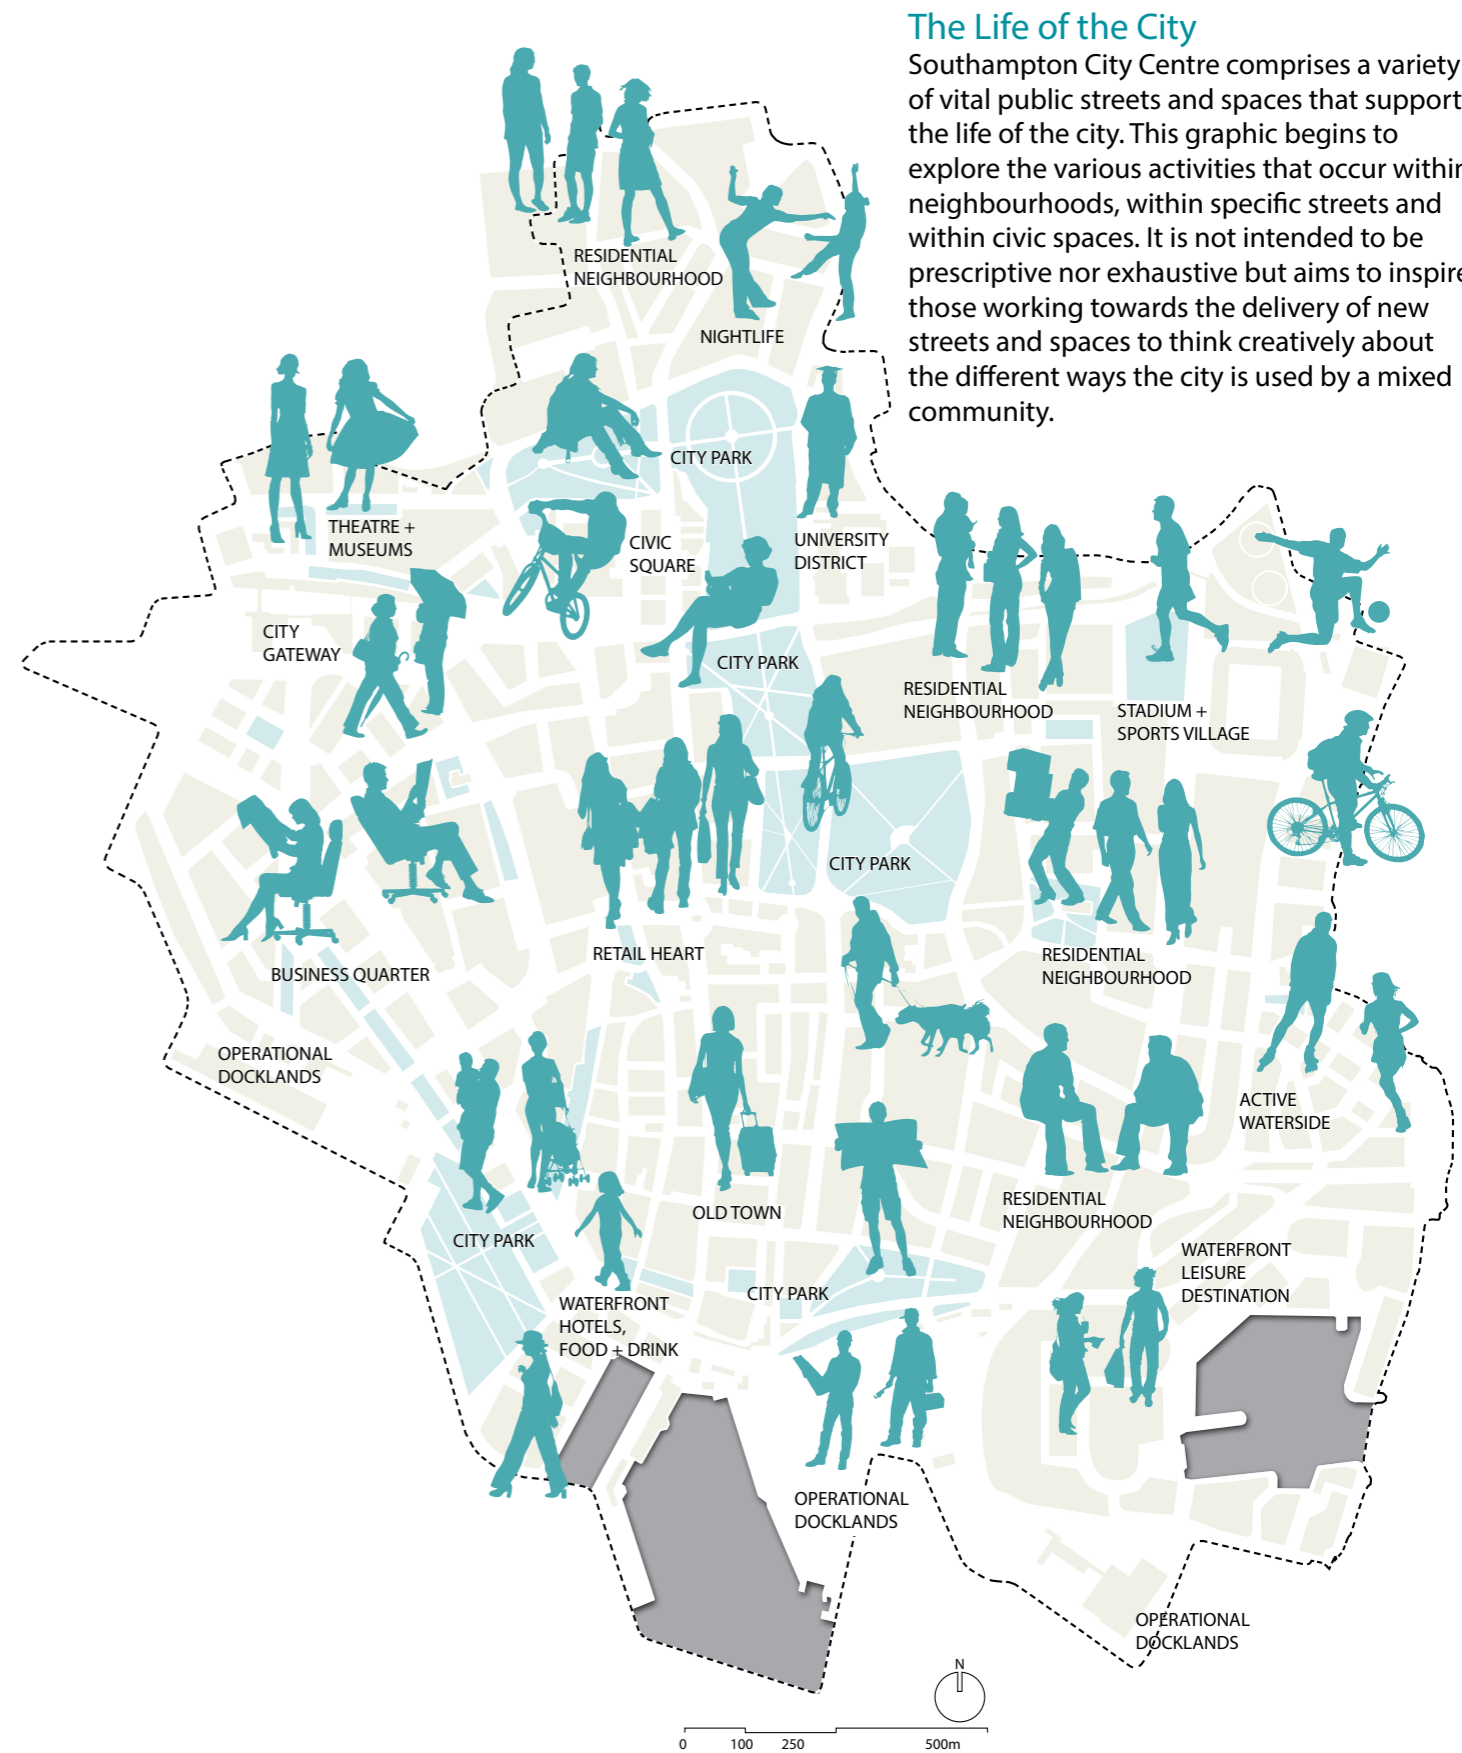 The Life of the City
Southampton City Centre comprises a variety
of vital public streets and spaces that support
the life of the city. This graphic begins to
explore the various activities that occur within
neighbourhoods, within specific streets and
within civic spaces. It is not intended to be
prescriptive nor exhaustive but aims to inspire
those working towards the delivery of new
streets and spaces to think creatively about
the different ways the city is used by a mixed
community.
RESIDENTIAL
NEIGHBOURHOOD
NIGHTLIFE
CITY PARK
THEATRE +
MUSEUMS
CIVIC
SQUARE
UNIVERSITY
DISTRICT
CITY
GATEWAY
CITY PARK
RESIDENTIAL
NEIGHBOURHOOD
STADIUM +
SPORTS VILLAGE
CITY PARK
RETAIL HEART
BUSINESS QUARTER
RESIDENTIAL
NEIGHBOURHOOD
OPERATIONAL
DOCKLANDS
ACTIVE
WATERSIDE
OLD TOWN
RESIDENTIAL
NEIGHBOURHOOD
CITY PARK
WATERFRONT
LEISURE
DESTINATION
CITY PARK
WATERFRONT
HOTELS,
FOOD + DRINK
OPERATIONAL
DOCKLANDS
OPERATIONAL
DOCKLANDS
N
0 100 250 500m